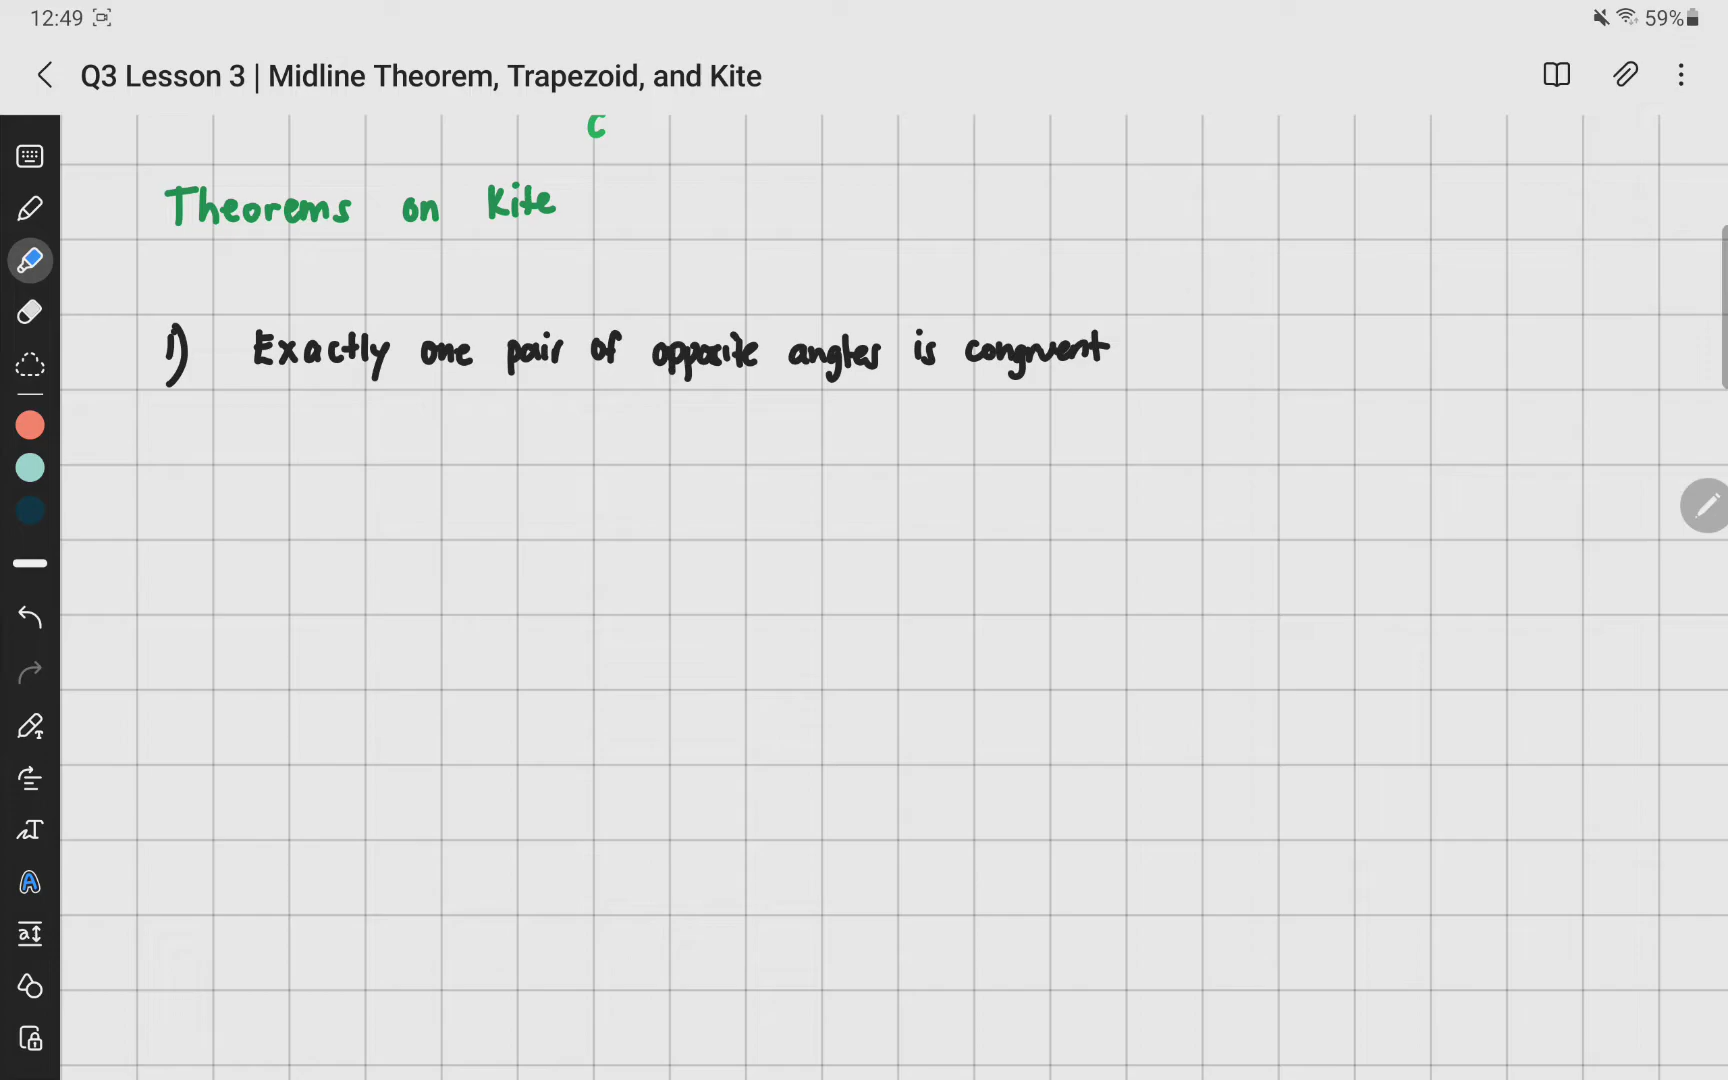 12:49 59%
Q3 Lesson 3 | Midline Theorem, Trapezoid, and Kite
C
Theorems on Kite
1) Exactly one pair of opposite angles is congruent